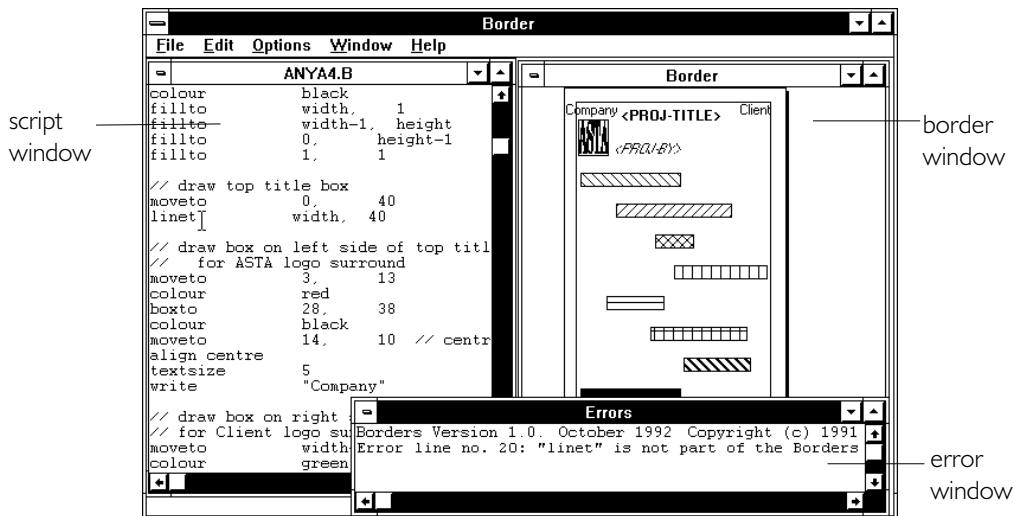 Border
File Edit Options Window Help
ANYA4.B
colour black
fillto width, 1
fillto width-1, height
fillto 0, height-1
fillto 1, 1
// draw top title box
moveto 0, 40
linet width, 40
// draw box on left side of top titl
// for ASTA logo surround
moveto 3, 13
colour red
boxto 28, 38
colour black
moveto 14, 10 // centr
align centre
textsize 5
write "Company"
// draw box on right
// for Client logo su
moveto width-
colour green
Border
Company <PROJ-TITLE> Client
ASTA
<PROJ-BY>
Errors
Borders Version 1.0. October 1992 Copyright (c) 1991
Error line no. 20: "linet" is not part of the Borders
script
window
border
window
error
window